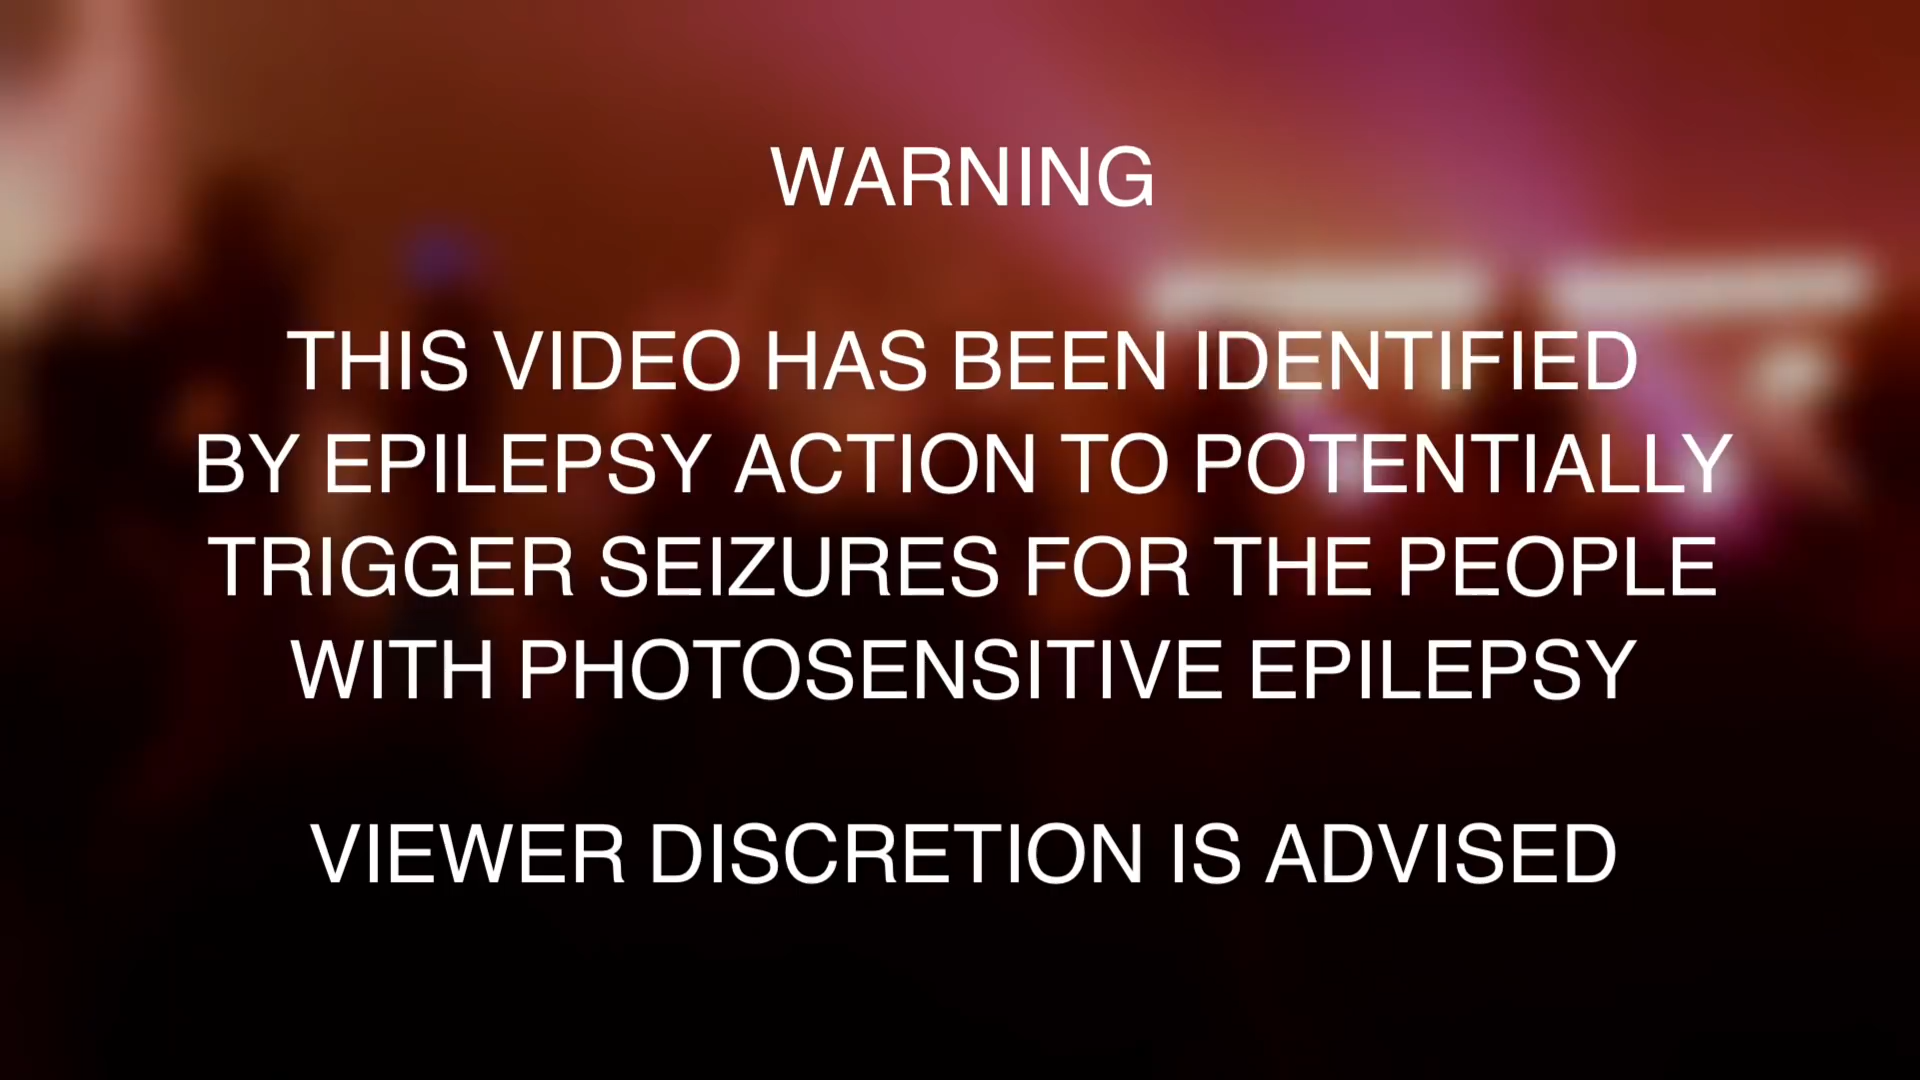 WARNING
THIS VIDEO HAS BEEN IDENTIFIED
BY EPILEPSY ACTION TO POTENTIALLY
TRIGGER SEIZURES FOR THE PEOPLE
WITH PHOTOSENSITIVE EPILEPSY
VIEWER DISCRETION IS ADVISED